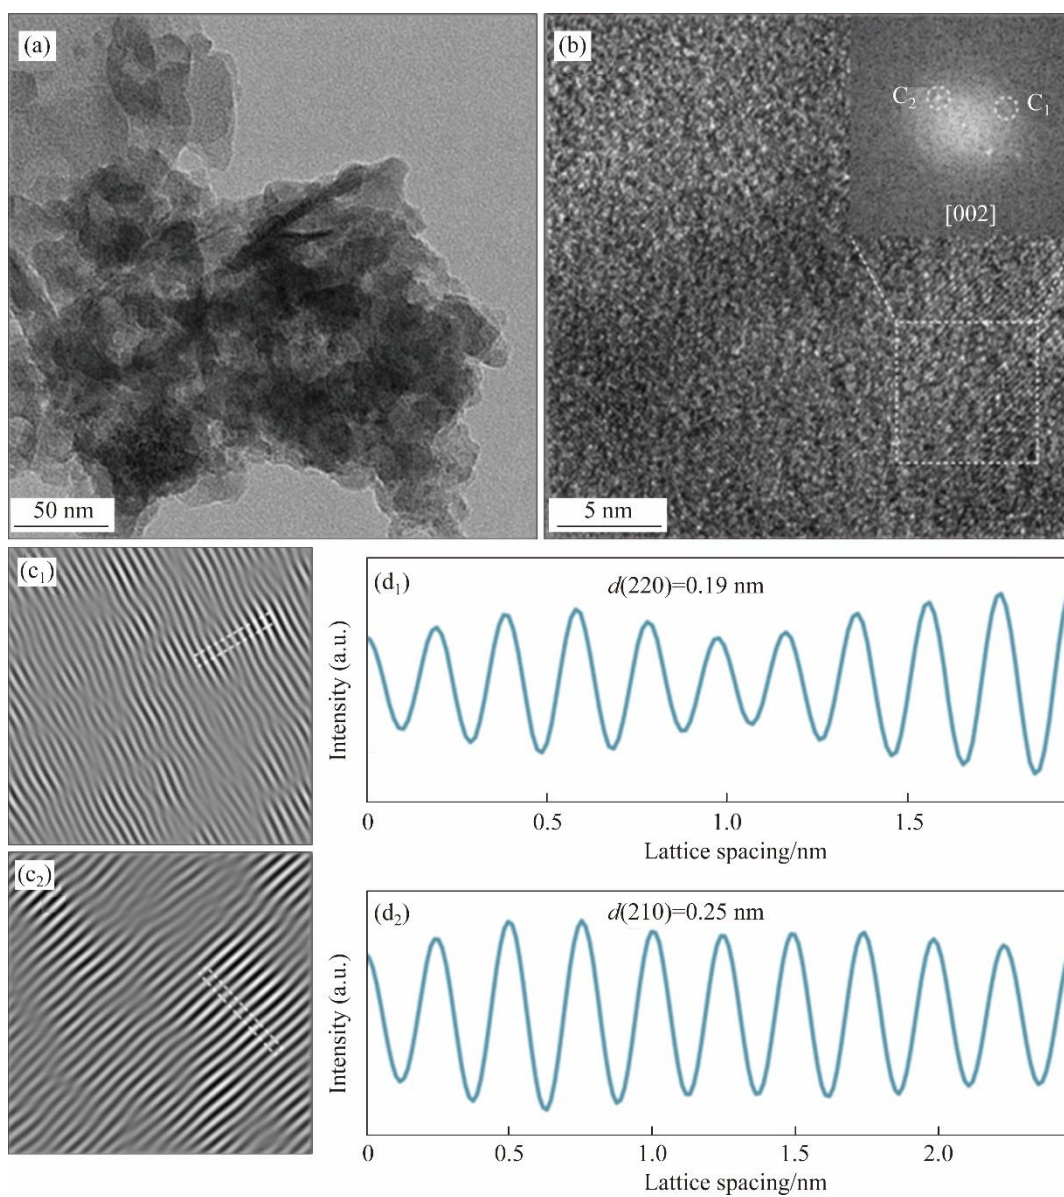 (a)
50 nm
(b)
C2
C1
[002]
5 nm
(c1)
(d1)
d(220)=0.19 nm
Intensity (a.u.)
0 0.5 1.0 1.5
Lattice spacing/nm
(c2)
(d2)
d(210)=0.25 nm
Intensity (a.u.)
0 0.5 1.0 1.5 2.0
Lattice spacing/nm